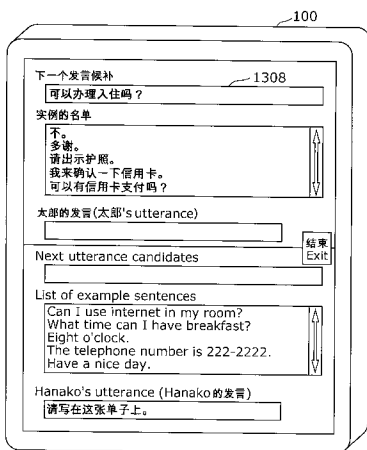 100
下一个发言候补
1308
可以办理入住吗？
实例的名单
不。
多谢。
请出示护照。
我来确认一下信用卡。
可以有信用卡支付吗？
太郎的发言(太郎's utterance)
结束
Exit
Next utterance candidates
List of example sentences
Can I use internet in my room?
What time can I have breakfast?
Eight o'clock.
The telephone number is 222-2222.
Have a nice day.
Hanako's utterance (Hanako的发言)
请写在这张单子上。